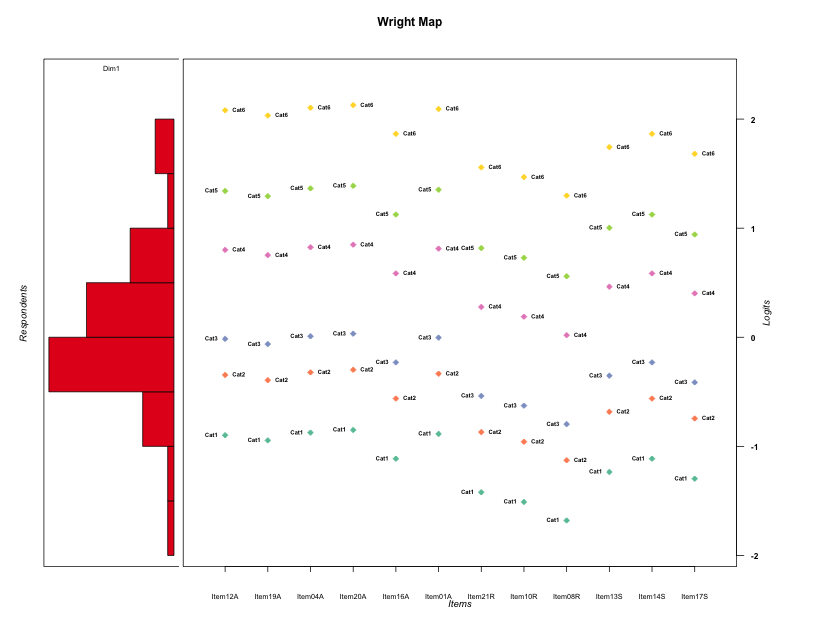 Wright Map
Dim1
Cat6 Cat6 Cat6 Cat6 Cat6 Cat6 Cat6 Cat6 Cat6 Cat6 Cat6 Cat6
Cat5 Cat5 Cat5 Cat5 Cat5 Cat5 Cat5 Cat5 Cat5 Cat5 Cat5 Cat5
Cat4 Cat4 Cat4 Cat4 Cat4 Cat4 Cat4 Cat4 Cat4 Cat4 Cat4 Cat4
Cat3 Cat3 Cat3 Cat3 Cat3 Cat3 Cat3 Cat3 Cat3 Cat3 Cat3 Cat3
Cat2 Cat2 Cat2 Cat2 Cat2 Cat2 Cat2 Cat2 Cat2 Cat2 Cat2 Cat2
Cat1 Cat1 Cat1 Cat1 Cat1 Cat1 Cat1 Cat1 Cat1 Cat1 Cat1 Cat1
2
1
0
-1
-2
Respondents
Logits
Item12A Item19A Item04A Item20A Item16A Item01A Item21R Item10R Item08R Item13S Item14S Item17S
Items